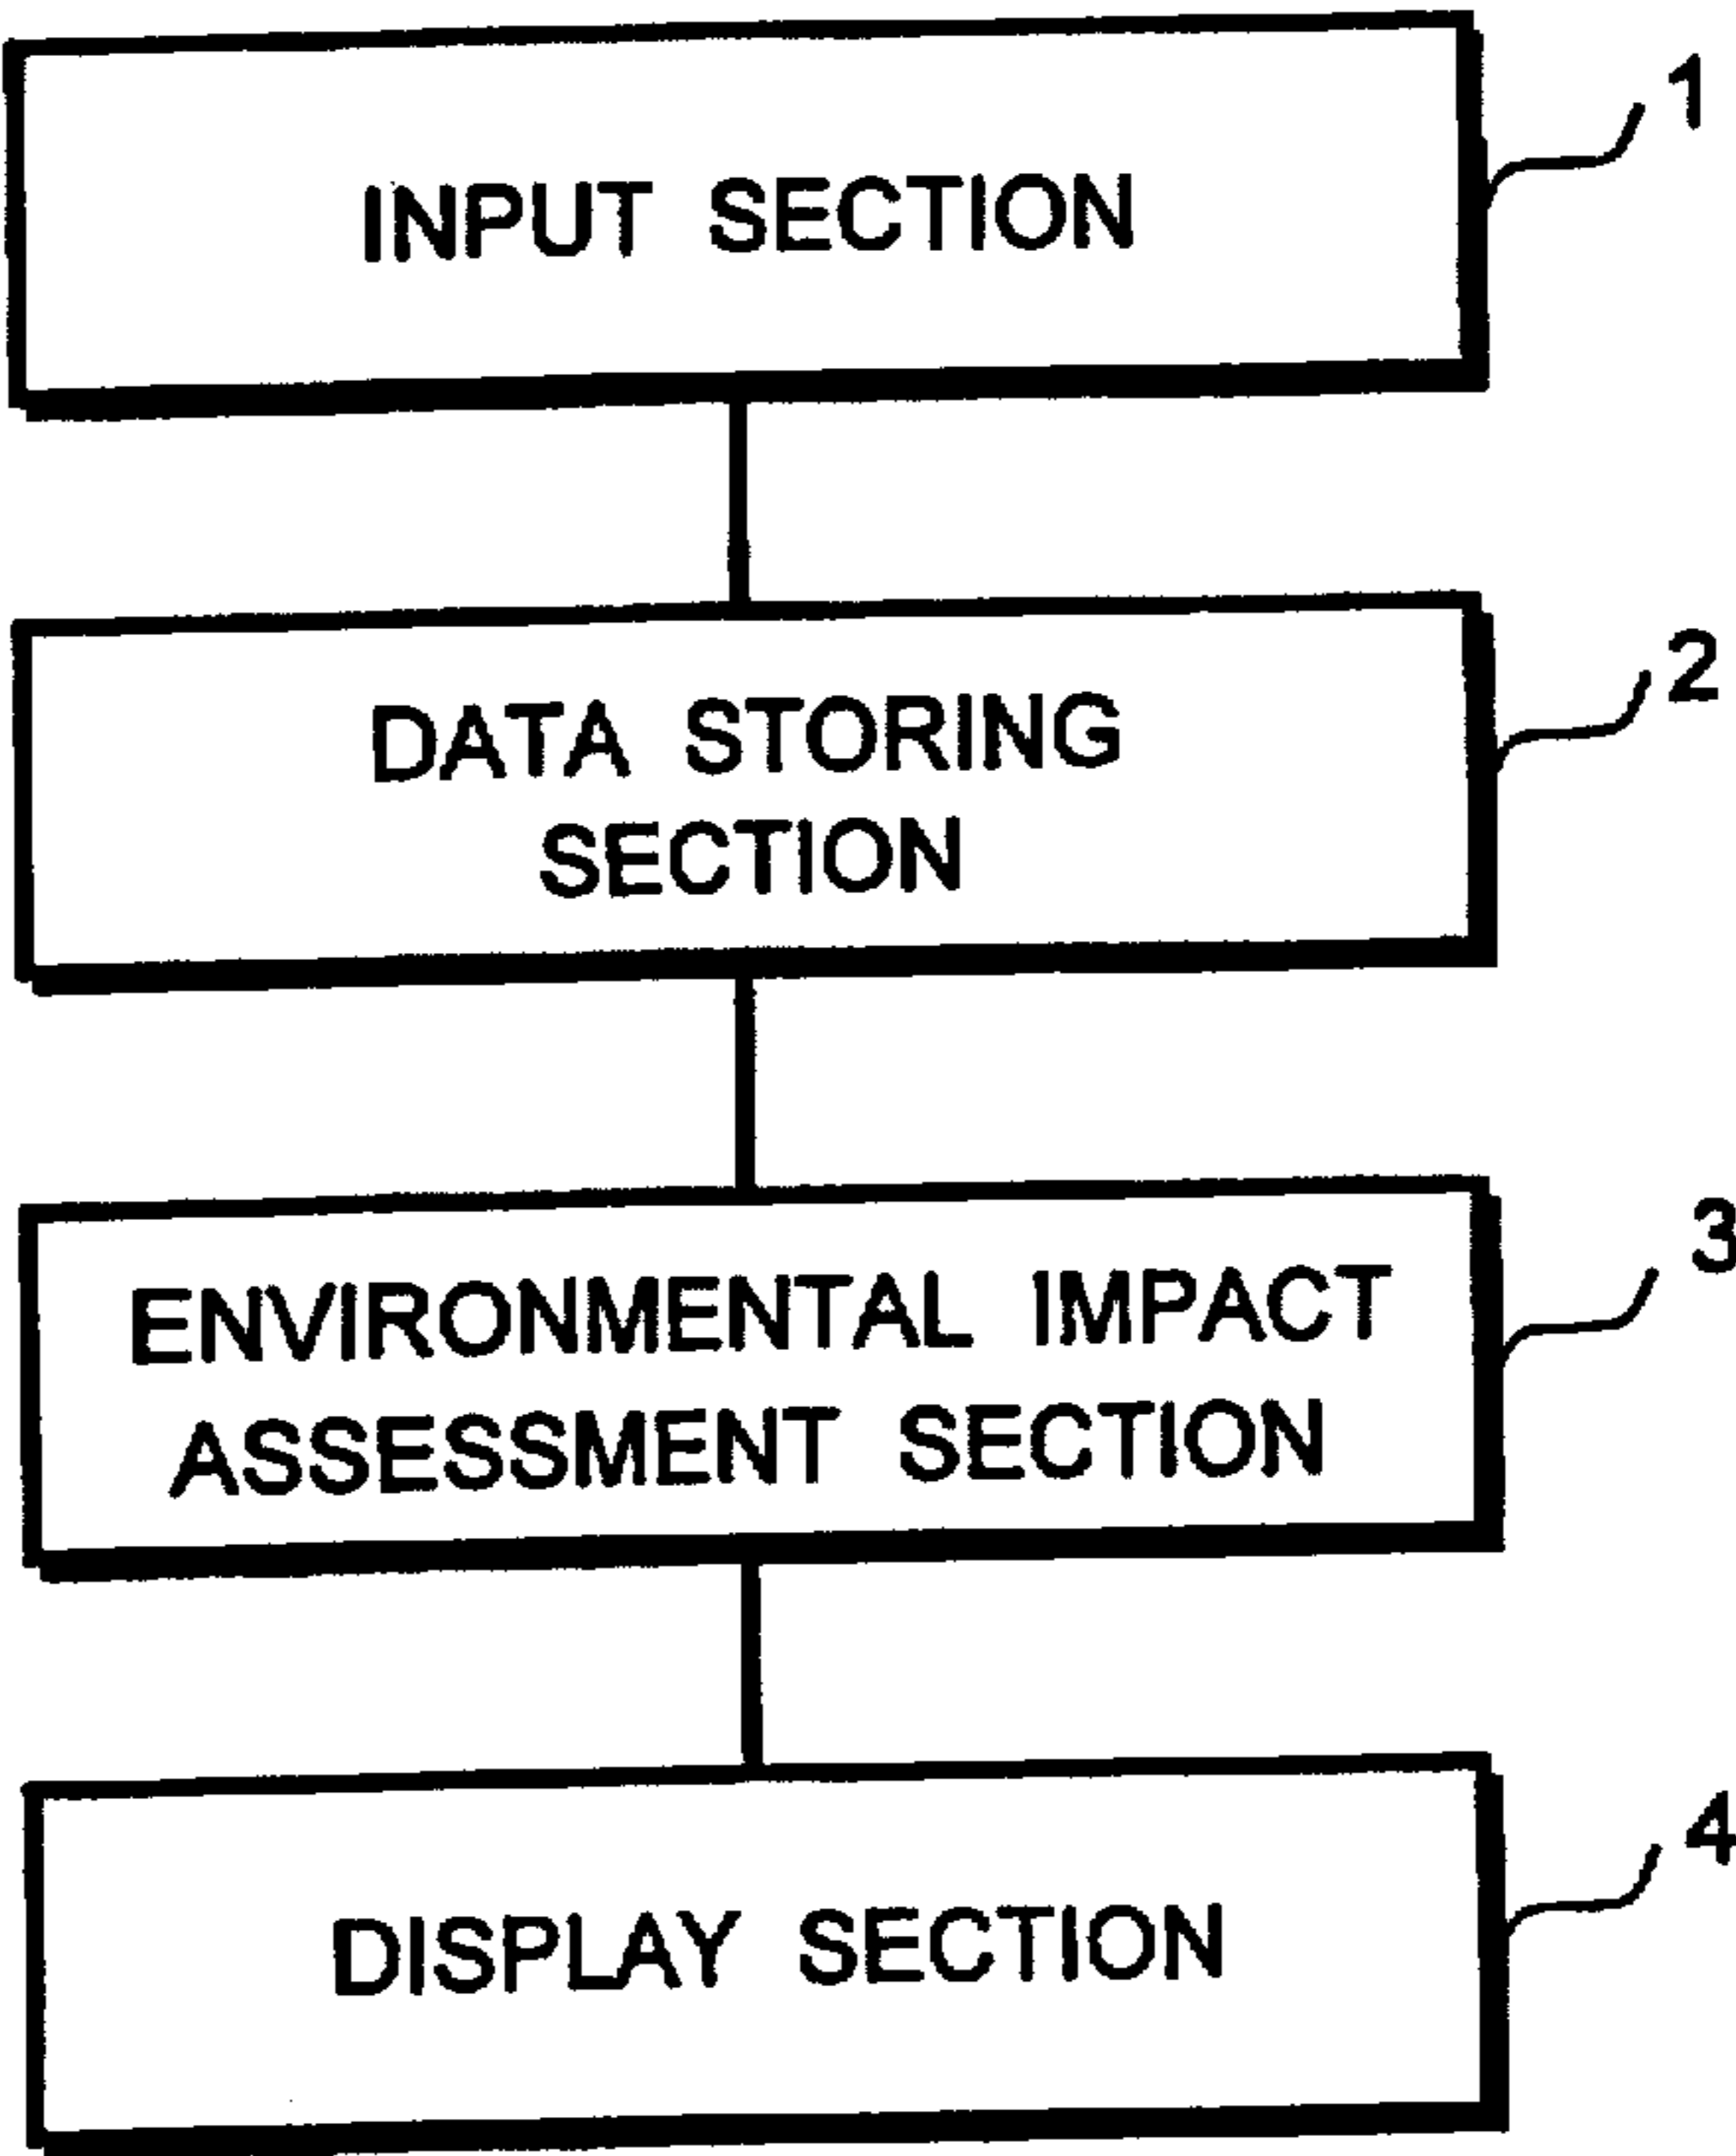 1
INPUT SECTION
2
DATA STORING
SECTION
3
ENVIRONMENTAL IMPACT
ASSESSMENT SECTION
4
DISPLAY SECTION